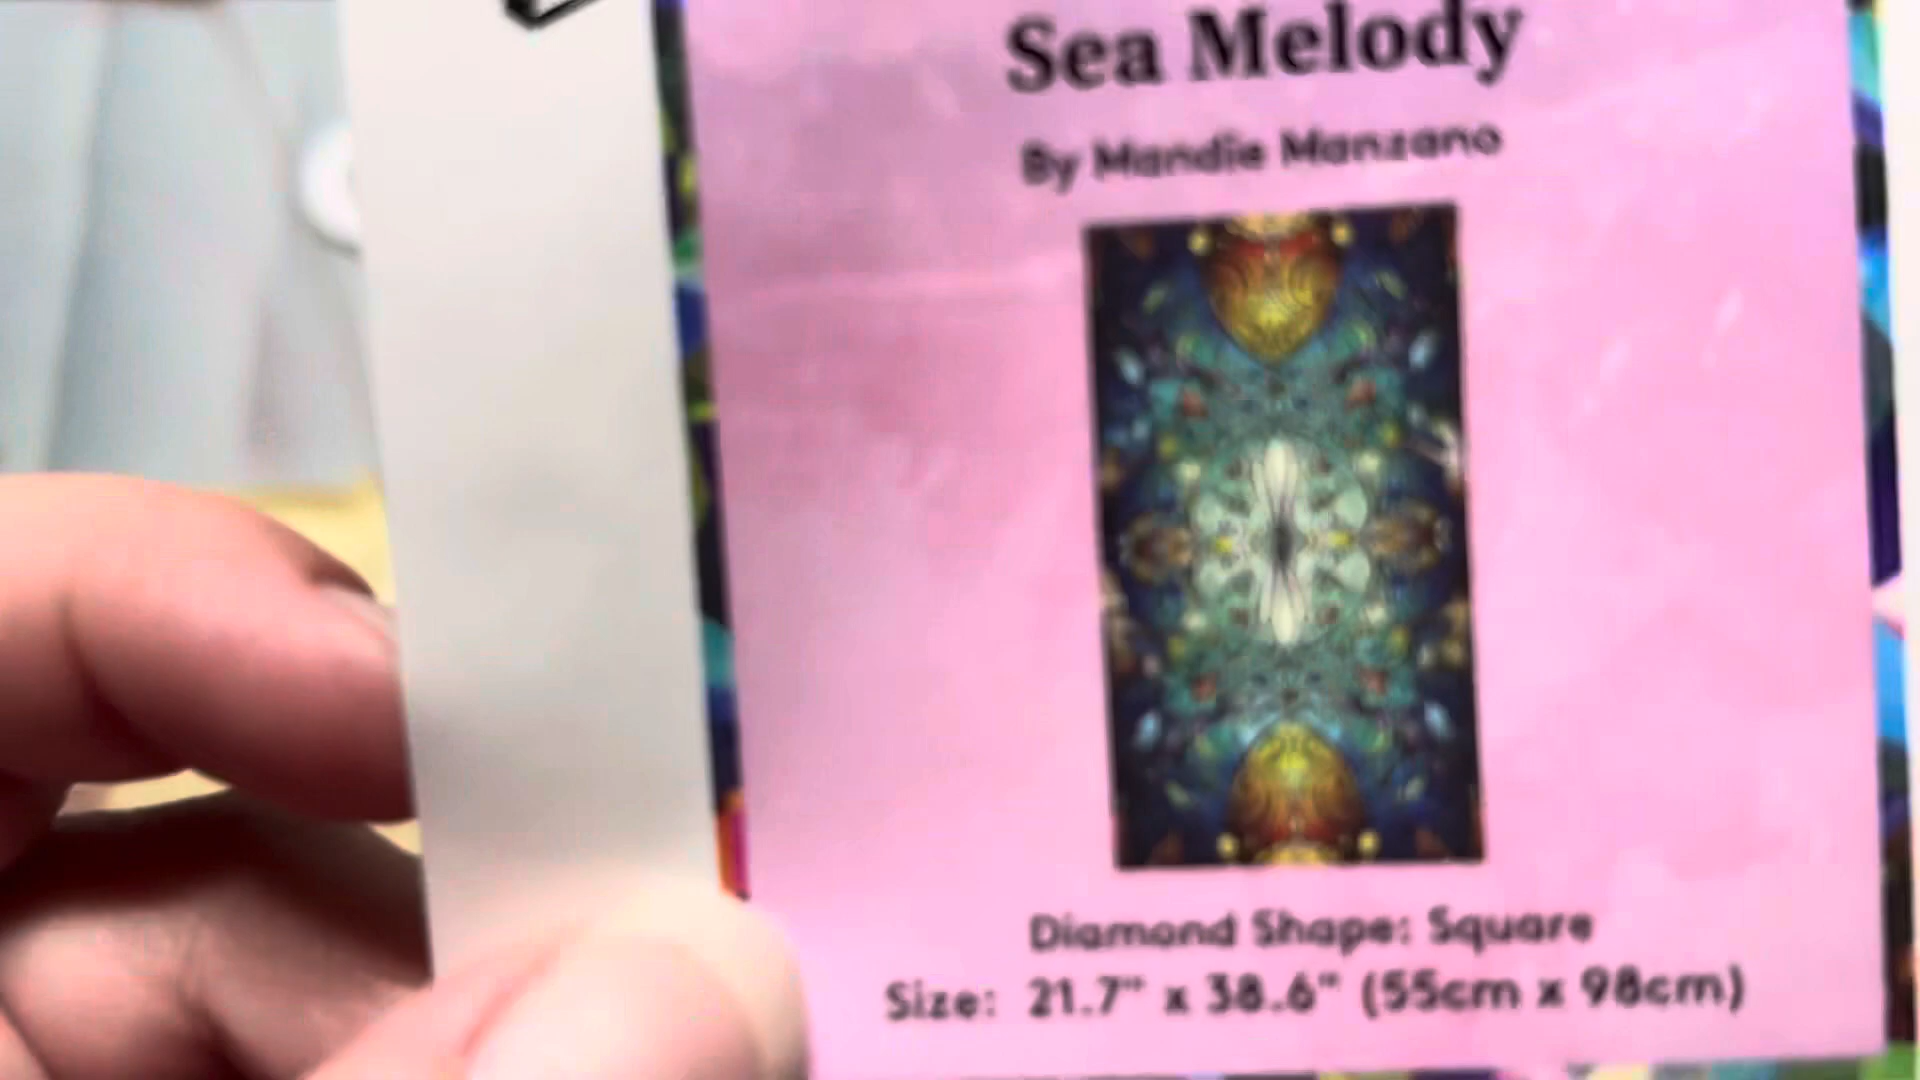 Sea Melody
By Mandie Manzano
Diamond Shape: Square
Size: 21.7" x 38.6" (55cm x 98cm)